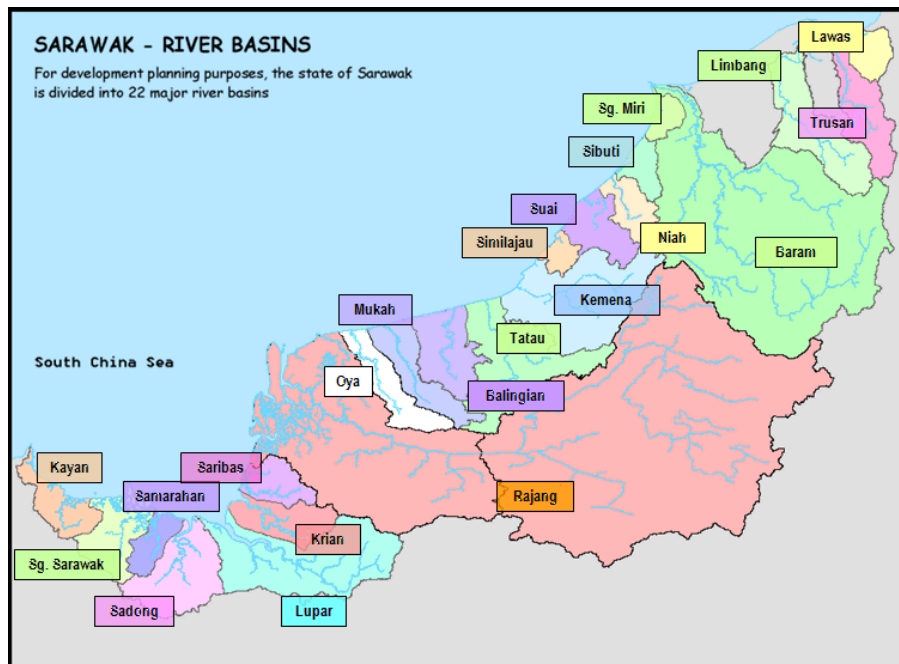 SARAWAK - RIVER BASINS
For development planning purposes, the state of Sarawak
is divided into 22 major river basins
Lawas
Limbang
Sg. Miri
Trusan
Sibuti
Suai
Similajau
Niah
Baram
Kemena
Mukah
Tatau
South China Sea
Oya
Balingian
Kayan
Saribas
Samarahan
Rajang
Krian
Sg. Sarawak
Sadong
Lupar